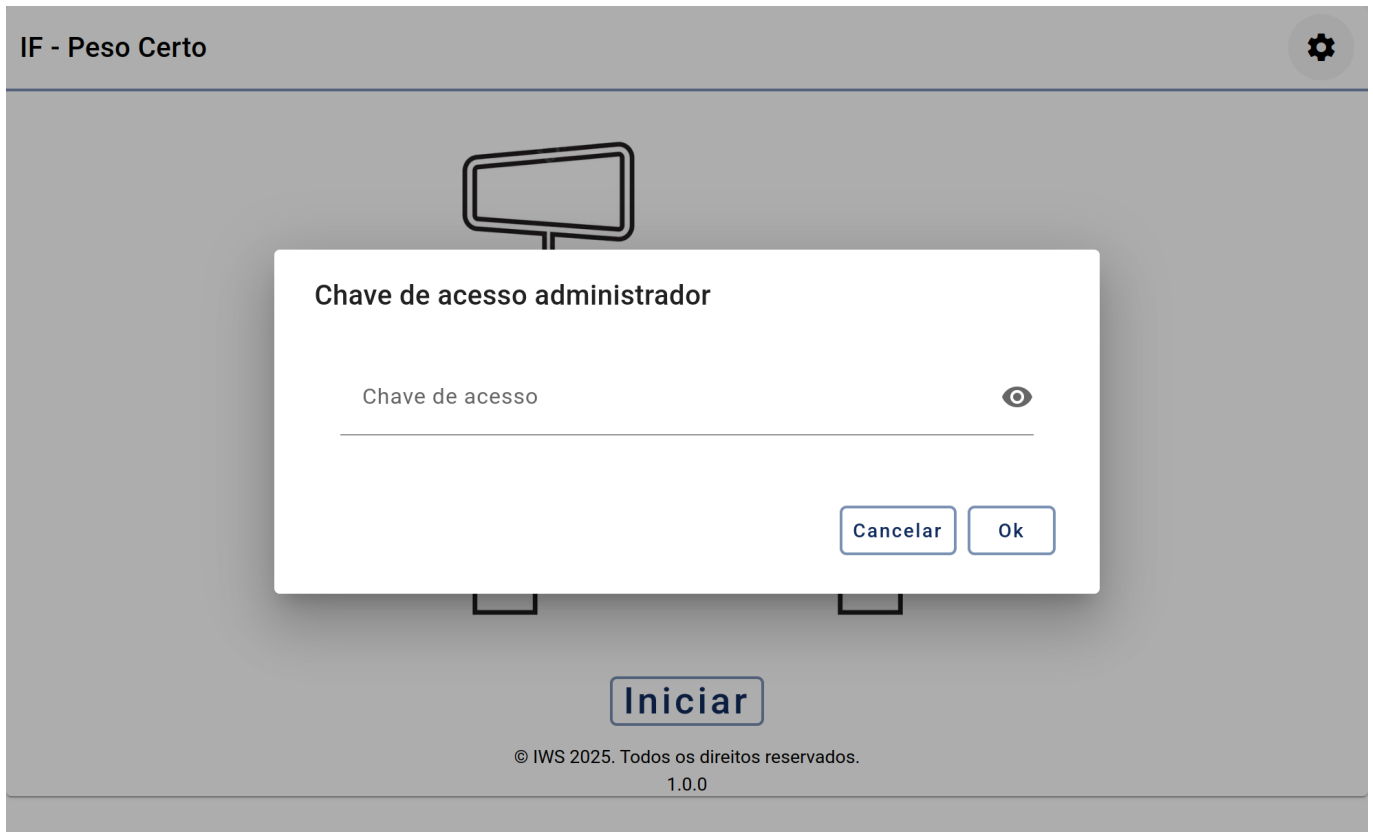 IF - Peso Certo
Chave de acesso administrador
Chave de acesso
Cancelar Ok
Iniciar
© IWS 2025. Todos os direitos reservados.
1.0.0